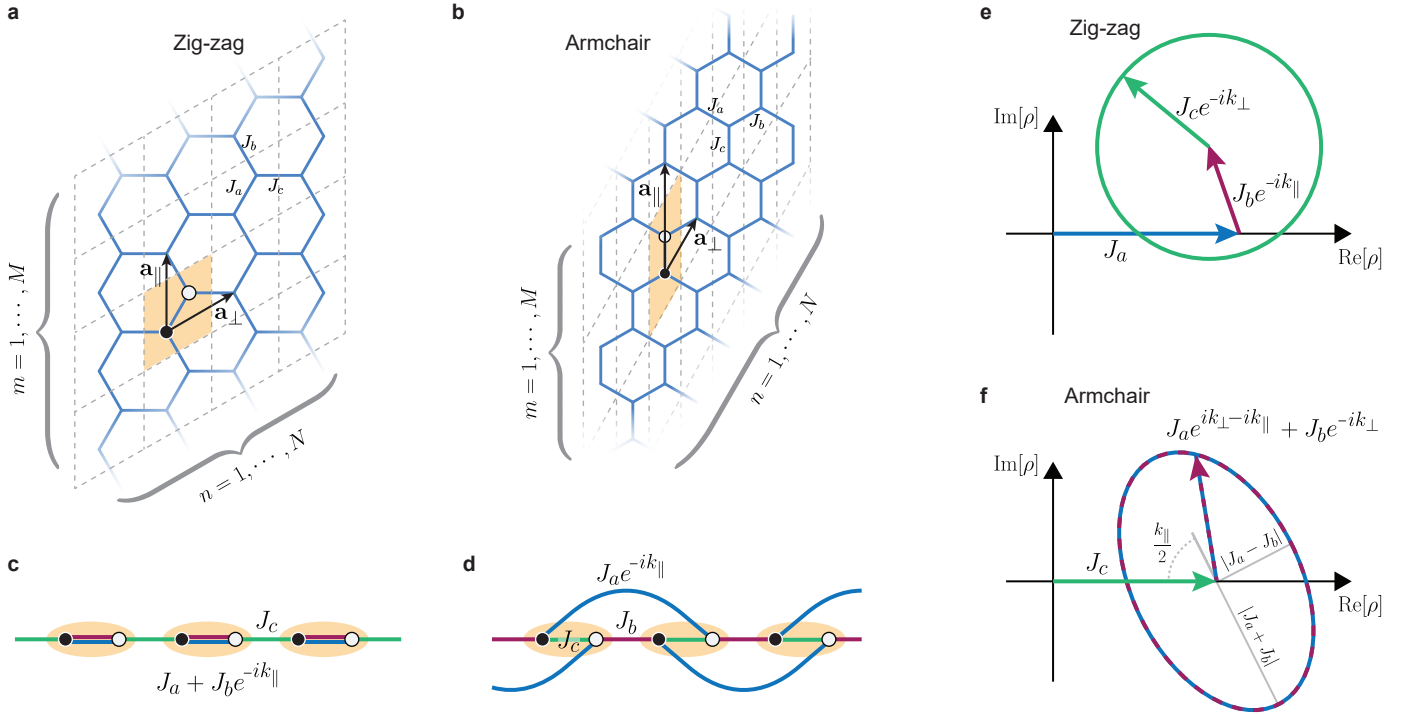 a
Zig-zag
J_b
J_a
J_c
a_∥
a_⊥
m = 1, ⋯ , M
n = 1, ⋯ , N
b
Armchair
J_a
J_b
J_c
a_∥
a_⊥
m = 1, ⋯ , M
n = 1, ⋯ , N
c
J_c
J_a + J_b e^{-ik_∥}
d
J_a e^{-ik_∥}
J_b
J_c
e
Zig-zag
Im[ρ]
J_c e^{-ik_⊥}
J_b e^{-ik_∥}
J_a
Re[ρ]
f
Armchair
J_a e^{ik_⊥-ik_∥} + J_b e^{-ik_⊥}
Im[ρ]
k_∥/2
|J_a − J_b|
J_c
Re[ρ]
|J_a + J_b|